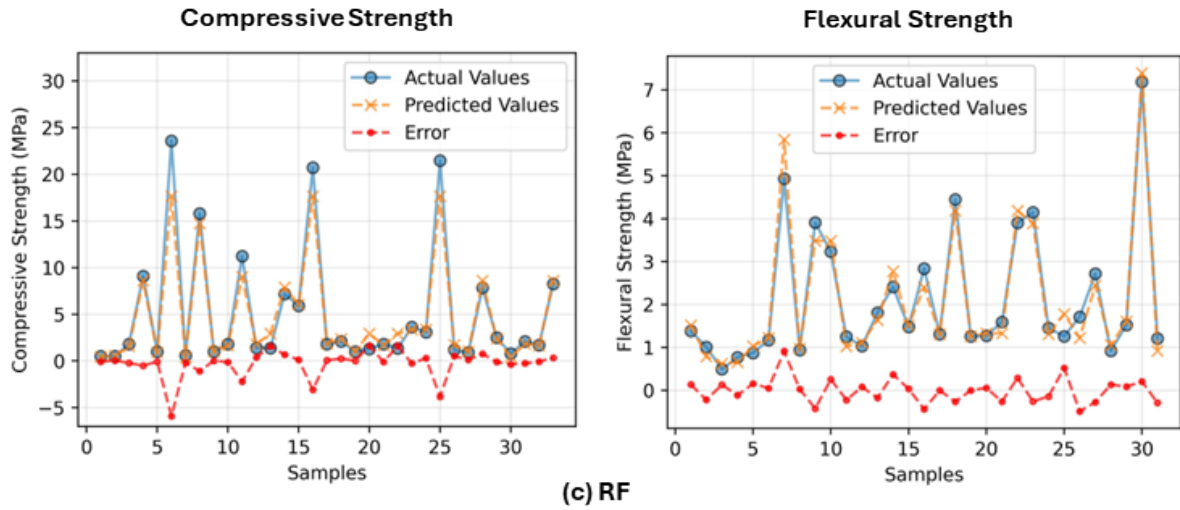 Compressive Strength
Flexural Strength
Compressive Strength (MPa)
30
25
20
15
10
5
0
−5
Actual Values
Predicted Values
Error
0
5
10
15
20
25
30
Samples
Flexural Strength (MPa)
7
6
5
4
3
2
1
0
Actual Values
Predicted Values
Error
0
5
10
15
20
25
30
Samples
(c) RF